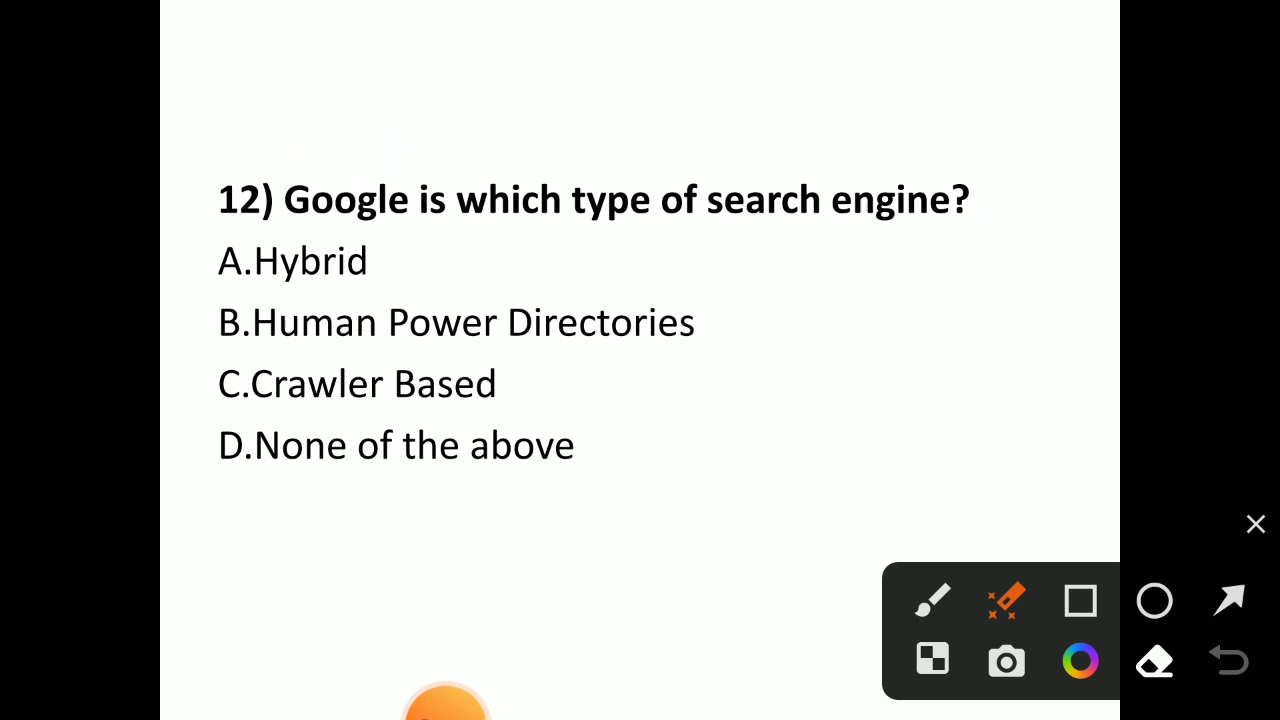 12) Google is which type of search engine?
A.Hybrid
B.Human Power Directories
C.Crawler Based
D.None of the above